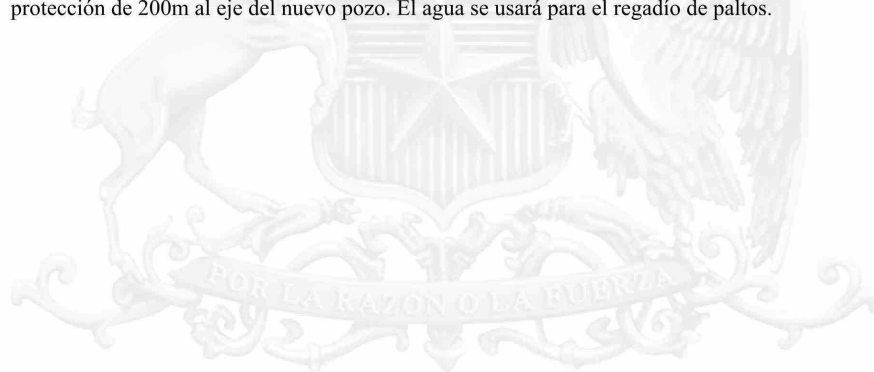 protección de 200m al eje del nuevo pozo. El agua se usará para el regadío de paltos.
POR LA RAZON O LA FUERZA